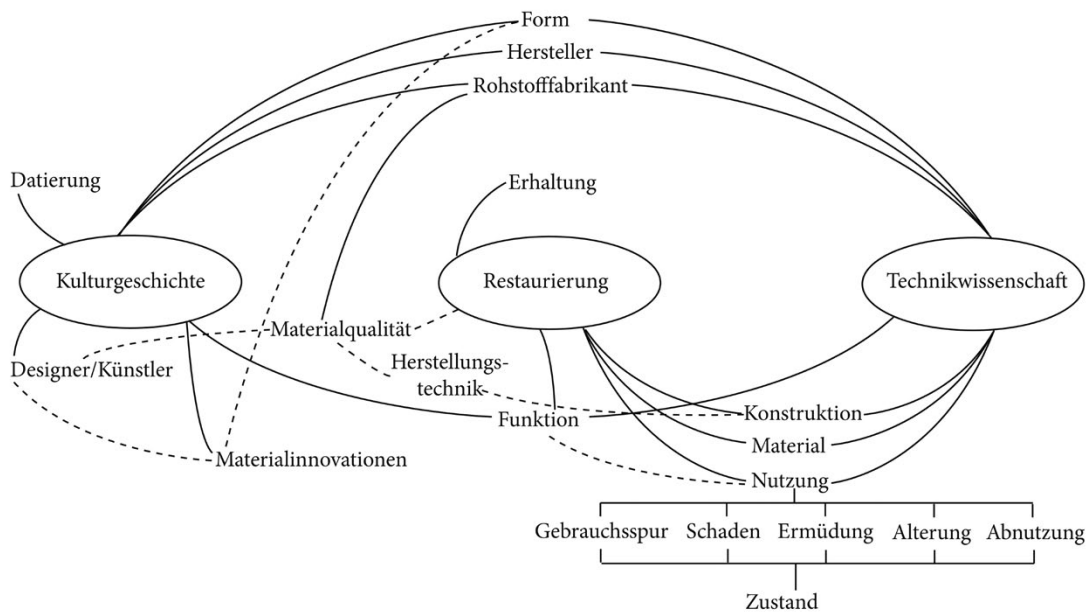 Form
Hersteller
Rohstofffabrikant
Datierung
Erhaltung
Kulturgeschichte
Restaurierung
Technikwissenschaft
Materialqualität
Designer/Künstler
Herstellungs-
technik
Funktion
Konstruktion
Material
Materialinnovationen
Nutzung
Gebrauchsspur
Schaden
Ermüdung
Alterung
Abnutzung
Zustand